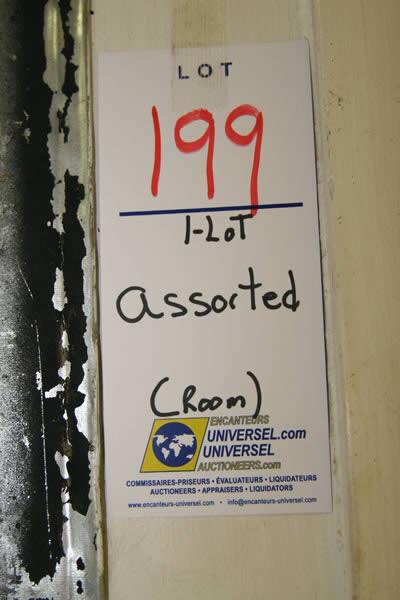 LOT
199
1-LoT
assorted
(Room)
ENCANTEURS
UNIVERSEL.com
UNIVERSEL
AUCTIONEERS.com
COMMISSAIRES-PRISEURS • ÉVALUATEURS • LIQUIDATEURS
AUCTIONEERS • APPRAISERS • LIQUIDATORS
www.encanteurs-universel.com • info@encanteurs-universel.com